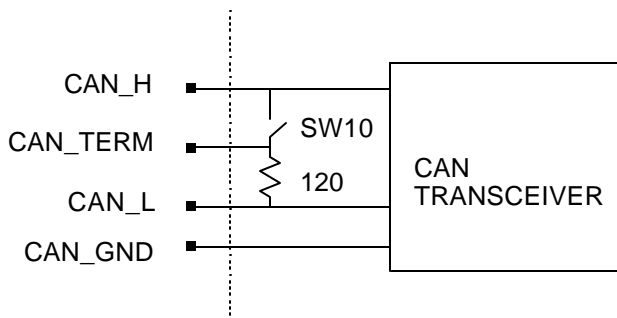 CAN_H
SW10
CAN_TERM
120
CAN
TRANSCEIVER
CAN_L
CAN_GND